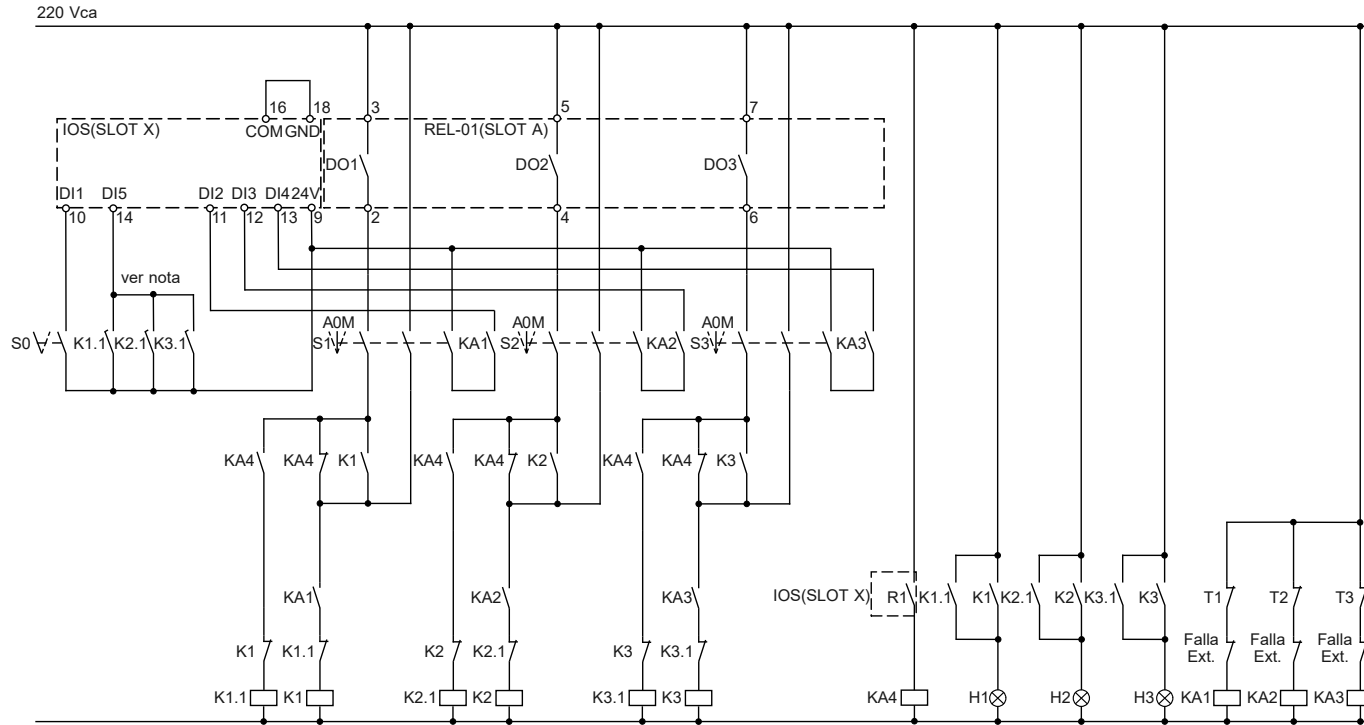 220 Vca
16 18 3 5 7
IOS(SLOT X) COM GND REL-01(SLOT A)
DO1 DO2 DO3
DI1 DI5 DI2 DI3 DI4 24V
10 14 11 12 13 9 2 4 6
ver nota
A0M A0M A0M
S0 K1.1 K2.1 K3.1 S1 KA1 S2 KA2 S3 KA3
KA4 KA4 K1 KA4 KA4 K2 KA4 KA4 K3
KA1 KA2 KA3 IOS(SLOT X) R1 K1.1 K1 K2.1 K2 K3.1 K3 T1 T2 T3
K1 K1.1 K2 K2.1 K3 K3.1 Falla Falla Falla
Ext. Ext. Ext.
K1.1 K1 K2.1 K2 K3.1 K3 KA4 H1 H2 H3 KA1 KA2 KA3